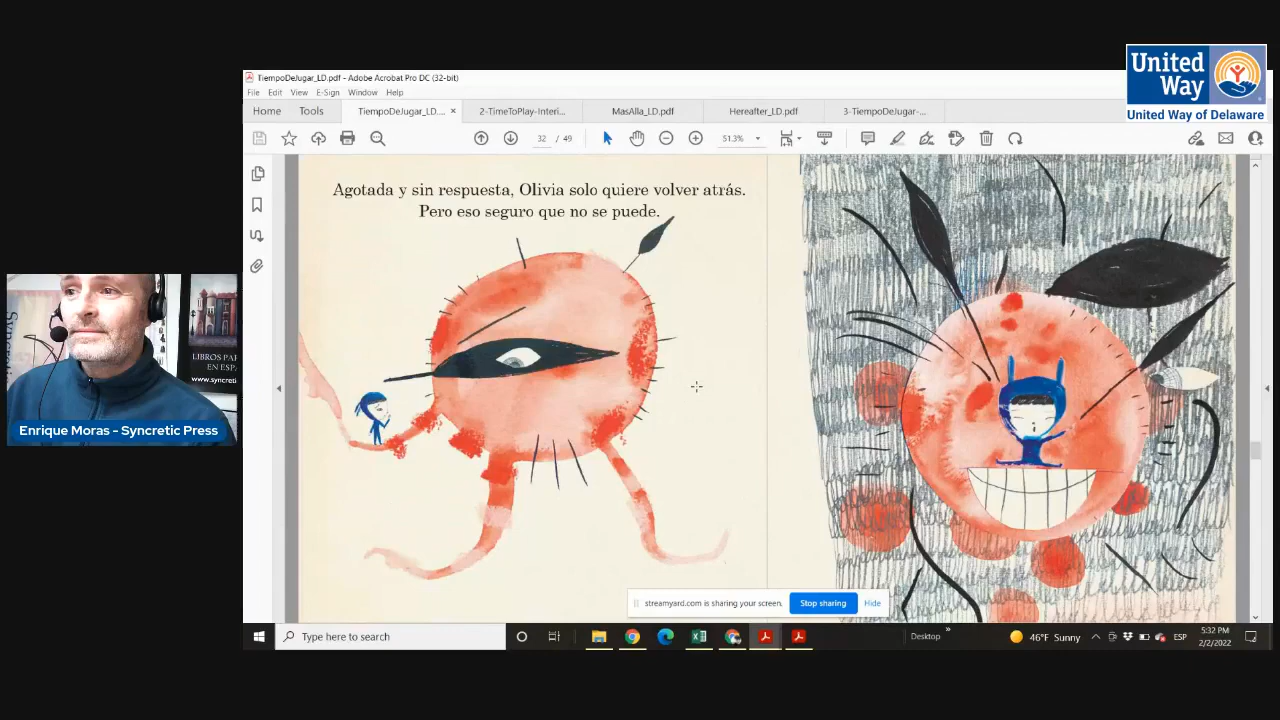 United
Way
United Way of Delaware
TiempoDeJugar_LD.pdf - Adobe Acrobat Pro DC (32-bit)
File Edit View E-Sign Window Help
Home Tools TiempoDeJugar_LD.... × 2-TimeToPlay-Interi... MasAlla_LD.pdf Hereafter_LD.pdf 3-TiempoDeJugar-...
32 / 49 51.3%
Agotada y sin respuesta, Olivia solo quiere volver atrás.
Pero eso seguro que no se puede.
LIBROS PAR
EN ESPA
www.syncretic
Enrique Moras - Syncretic Press
streamyard.com is sharing your screen. Stop sharing Hide
Type here to search Desktop » 46°F Sunny ESP 5:32 PM
2/2/2022